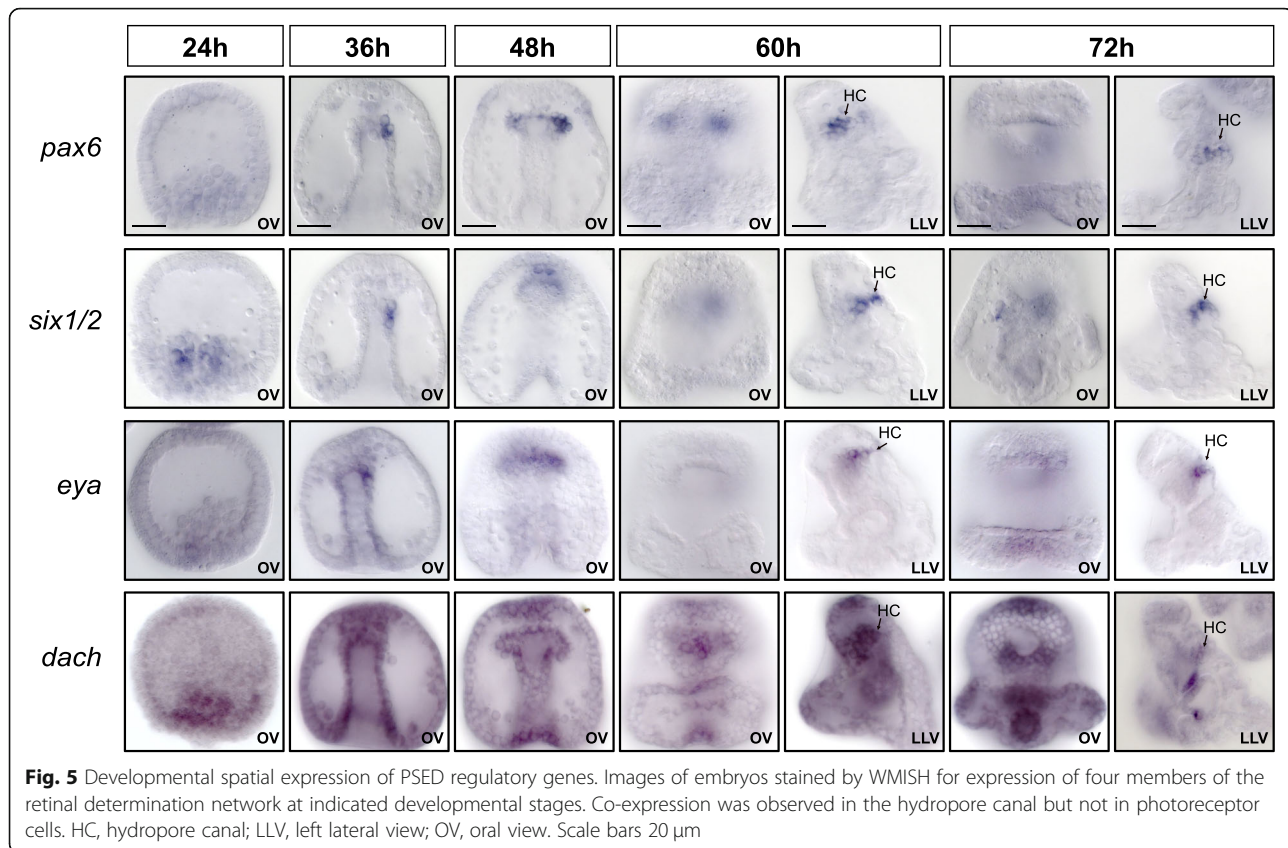 24h 36h 48h 60h 72h
pax6 OV OV OV OV HC LLV OV HC LLV
six1/2 OV OV OV OV HC LLV OV HC LLV
eya OV OV OV OV HC LLV OV HC LLV
dach OV OV OV OV HC LLV OV HC LLV
Fig. 5 Developmental spatial expression of PSED regulatory genes. Images of embryos stained by WMISH for expression of four members of the
retinal determination network at indicated developmental stages. Co-expression was observed in the hydropore canal but not in photoreceptor
cells. HC, hydropore canal; LLV, left lateral view; OV, oral view. Scale bars 20 μm